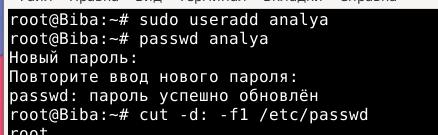 root@Biba:~# sudo useradd analya
root@Biba:~# passwd analya
Новый пароль:
Повторите ввод нового пароля:
passwd: пароль успешно обновлён
root@Biba:~# cut -d: -f1 /etc/passwd
root